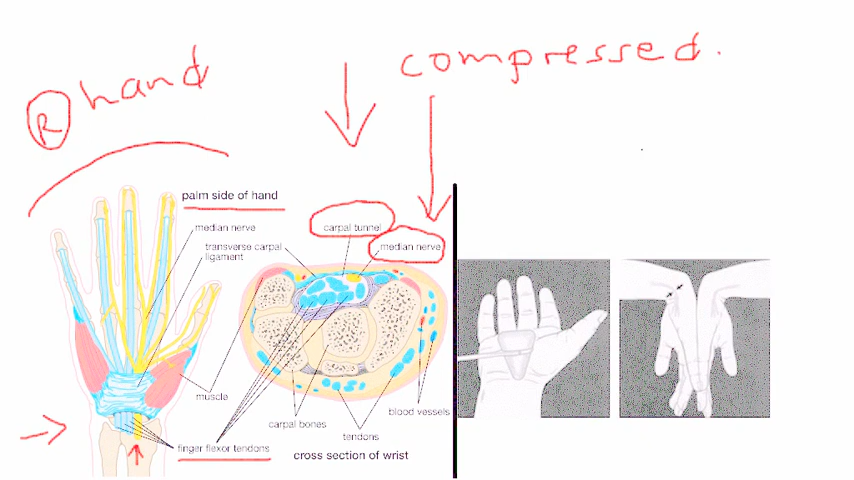 Ⓡ hand
compressed.
palm side of hand
median nerve
transverse carpal
ligament
muscle
finger flexor tendons
carpal tunnel
median nerve
carpal bones
tendons
blood vessels
cross section of wrist